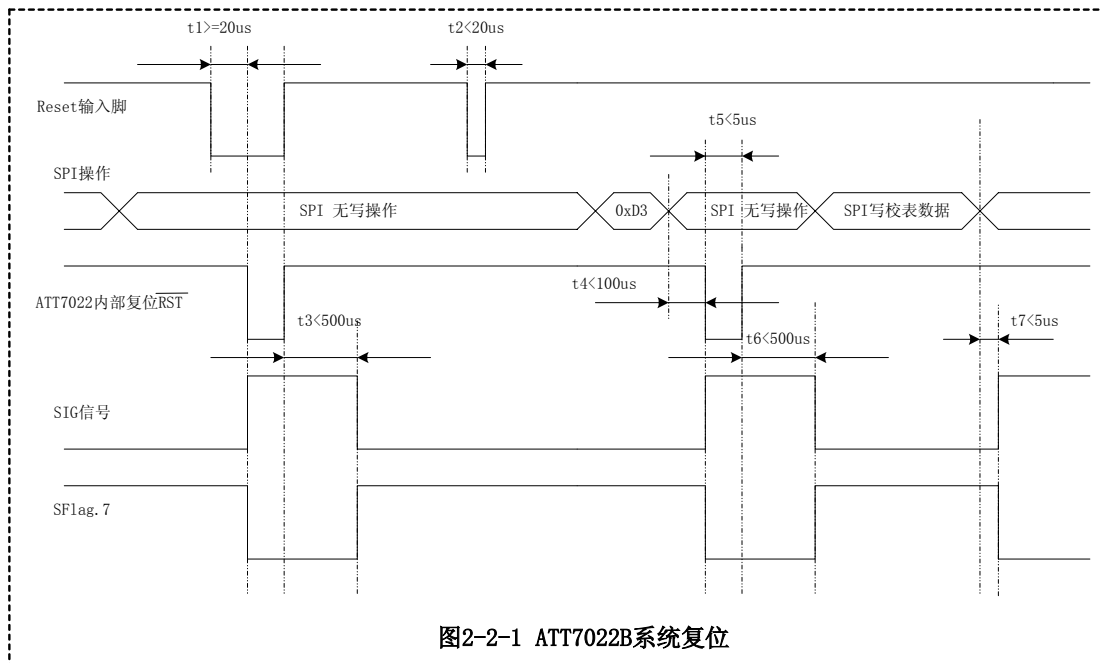 t1>=20us
t2<20us
Reset输入脚
t5<5us
SPI操作
SPI 无写操作
0xD3
SPI 无写操作
SPI写校表数据
t4<100us
ATT7022内部复位RST
t3<500us
t7<5us
t6<500us
SIG信号
SFlag.7
图2-2-1 ATT7022B系统复位